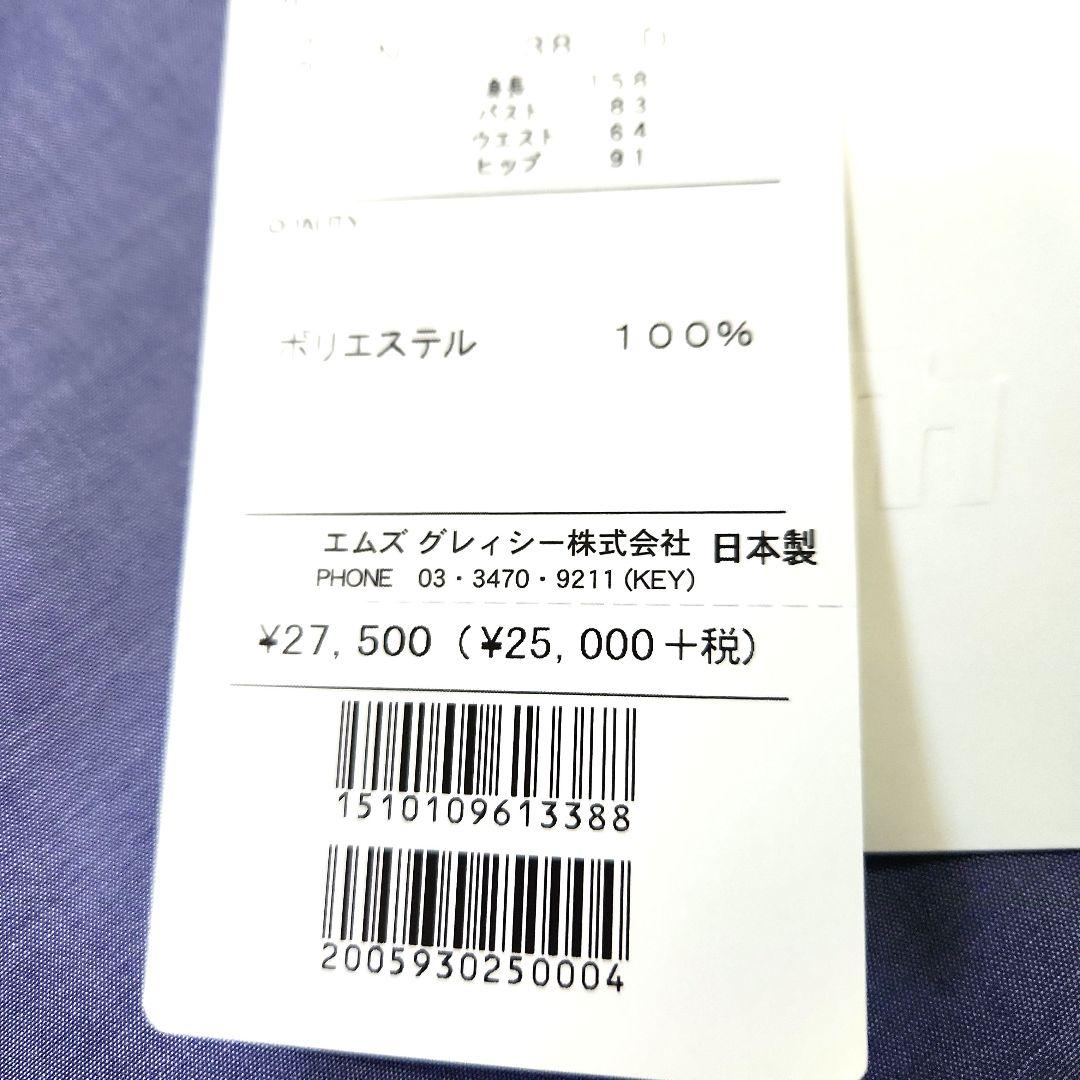 38
身長 158
バスト 83
ウエスト 64
ヒップ 91
QUALITY
ポリエステル 100%
エムズ グレィシー株式会社 日本製
PHONE 03・3470・9211(KEY)
¥27,500 (¥25,000+税)
1510109613388
2005930250004